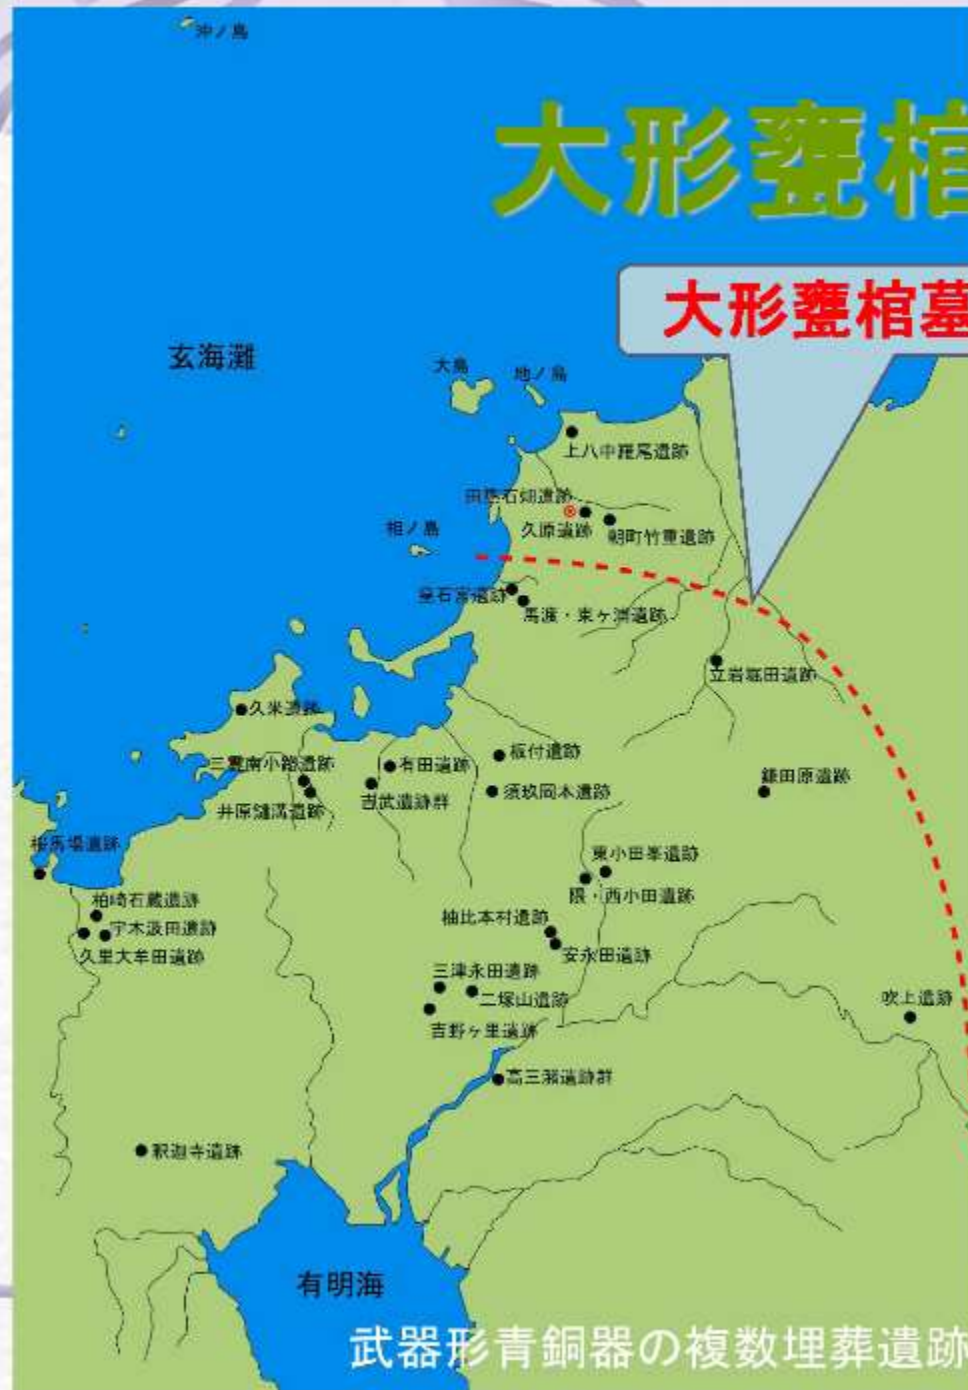 沖ノ島
大形甕棺
大形甕棺墓
玄海灘
大島
地ノ島
上八中羅尾遺跡
田熊石畑遺跡
久原遺跡
朝町竹重遺跡
相ノ島
皇石宮遺跡
馬渡・束ヶ浦遺跡
立岩堀田遺跡
久米遺跡
三雲南小路遺跡
有田遺跡
板付遺跡
井原鑓溝遺跡
吉武遺跡群
須玖岡本遺跡
鎌田原遺跡
桜馬場遺跡
東小田峯遺跡
隈・西小田遺跡
柏崎石蔵遺跡
宇木汲田遺跡
久里大牟田遺跡
柚比本村遺跡
安永田遺跡
三津永田遺跡
二塚山遺跡
吉野ヶ里遺跡
吹上遺跡
高三潴遺跡群
釈迦寺遺跡
有明海
武器形青銅器の複数埋葬遺跡